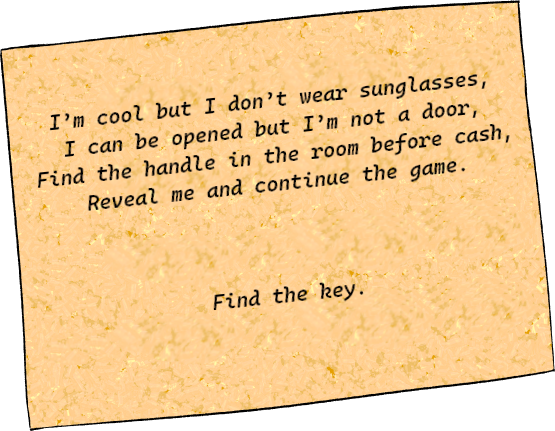 I'm cool but I don't wear sunglasses,
I can be opened but I'm not a door,
Find the handle in the room before cash,
Reveal me and continue the game.
Find the key.